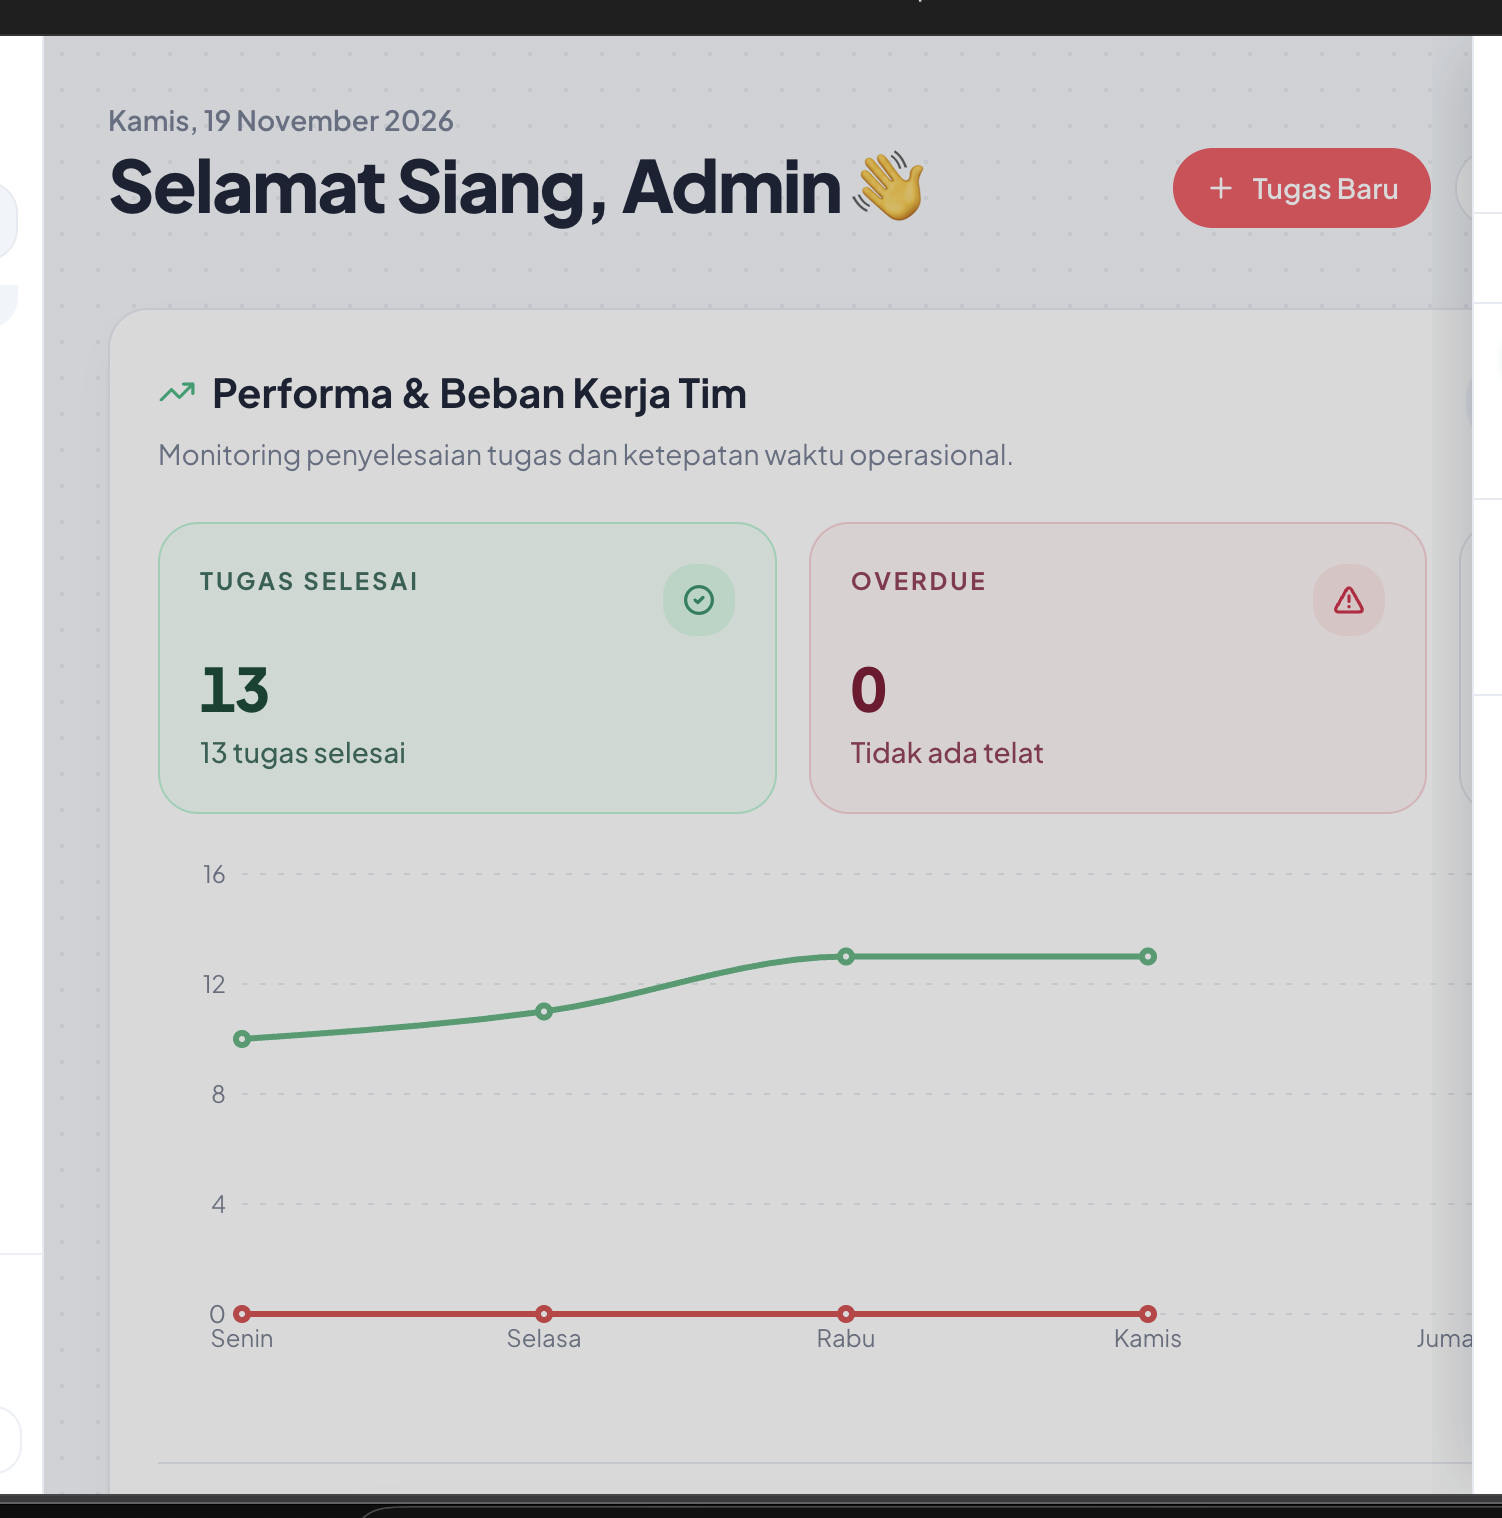 Kamis, 19 November 2026
Selamat Siang, Admin 👋
+ Tugas Baru
Performa & Beban Kerja Tim
Monitoring penyelesaian tugas dan ketepatan waktu operasional.
TUGAS SELESAI
13
13 tugas selesai
OVERDUE
0
Tidak ada telat
16
12
8
4
0
Senin Selasa Rabu Kamis Juma